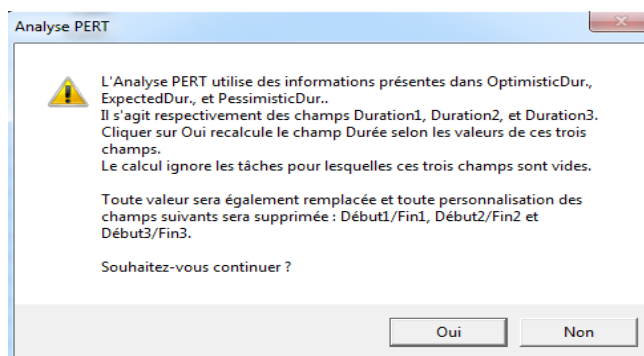 Analyse PERT
L'Analyse PERT utilise des informations présentes dans OptimisticDur.,
ExpectedDur., et PessimisticDur..
Il s'agit respectivement des champs Duration1, Duration2, et Duration3.
Cliquer sur Oui recalcule le champ Durée selon les valeurs de ces trois
champs.
Le calcul ignore les tâches pour lesquelles ces trois champs sont vides.
Toute valeur sera également remplacée et toute personnalisation des
champs suivants sera supprimée : Début1/Fin1, Début2/Fin2 et
Début3/Fin3.
Souhaitez-vous continuer ?
Oui Non